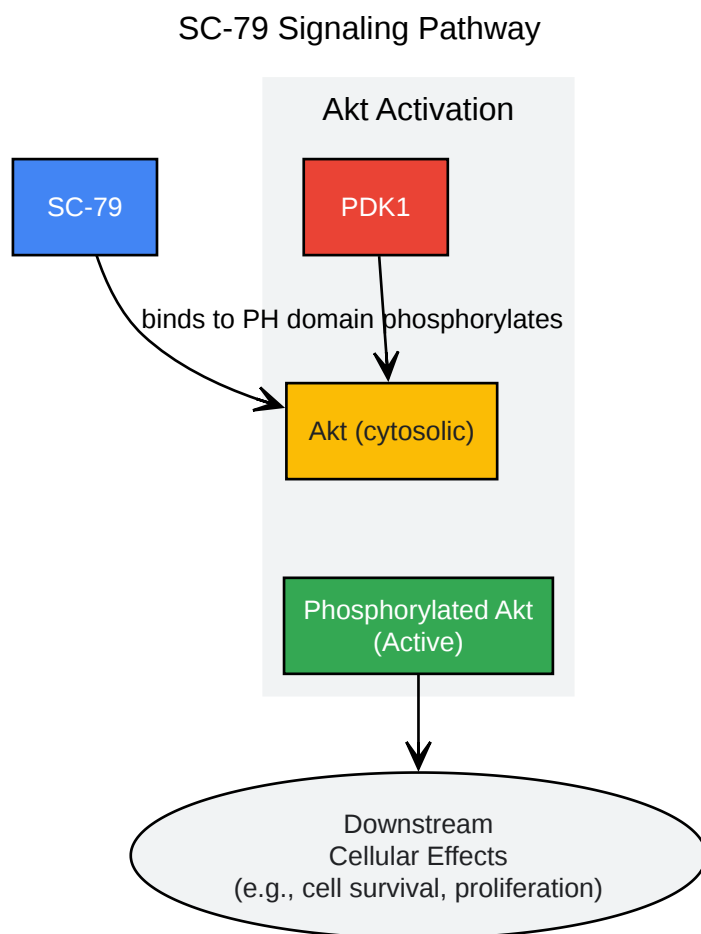 SC-79 Signaling Pathway
Akt Activation
SC-79
PDK1
binds to PH domain
phosphorylates
Akt (cytosolic)
Phosphorylated Akt
(Active)
Downstream
Cellular Effects
(e.g., cell survival, proliferation)